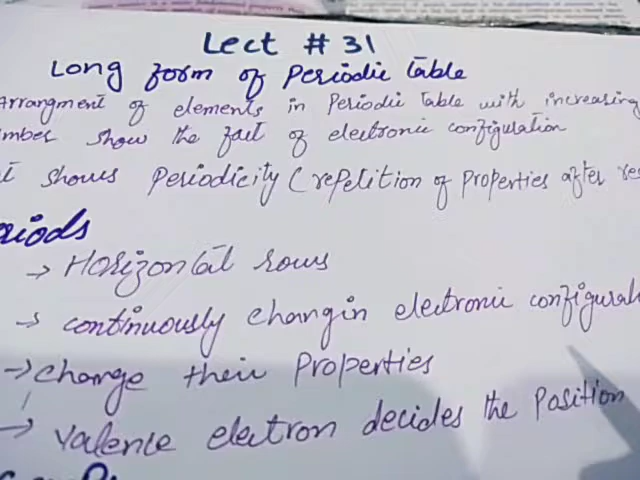 Lect # 31
Long form of Periodic table
Arrangment of elements in Periodic table with increasing
show the fact of electronic configuration
shows Periodicity (repetition of Properties after
Horizontal rows
continuously changin electronic
change their Properties
valence electron decides the Position